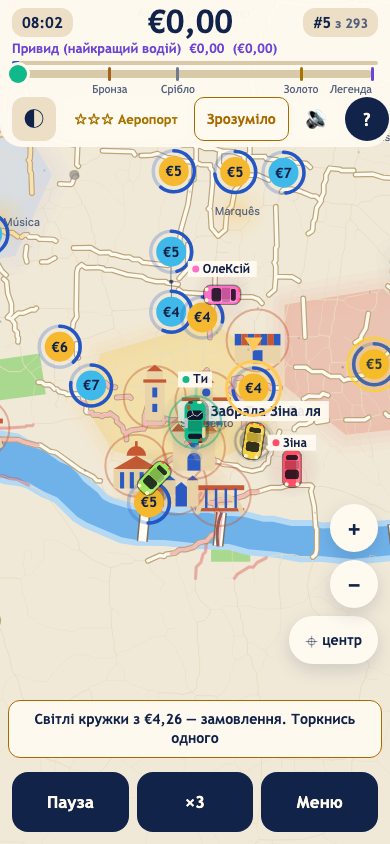 08:02
€0,00
#5 з 293
Привид (найкращий водій) €0,00 (€0,00)
Бронза Срібло Золото Легенда
☆☆☆ Аеропорт
Зрозуміло
?
€5
€5
€7
Música
Marquês
€5
ОлеКсій
€4
€4
€6
€5
€7
Ти
€4
Забрала Зіна
Зіна
€5
+
−
центр
Світлі кружки з €4,26 — замовлення. Торкнись
одного
Пауза
×3
Меню